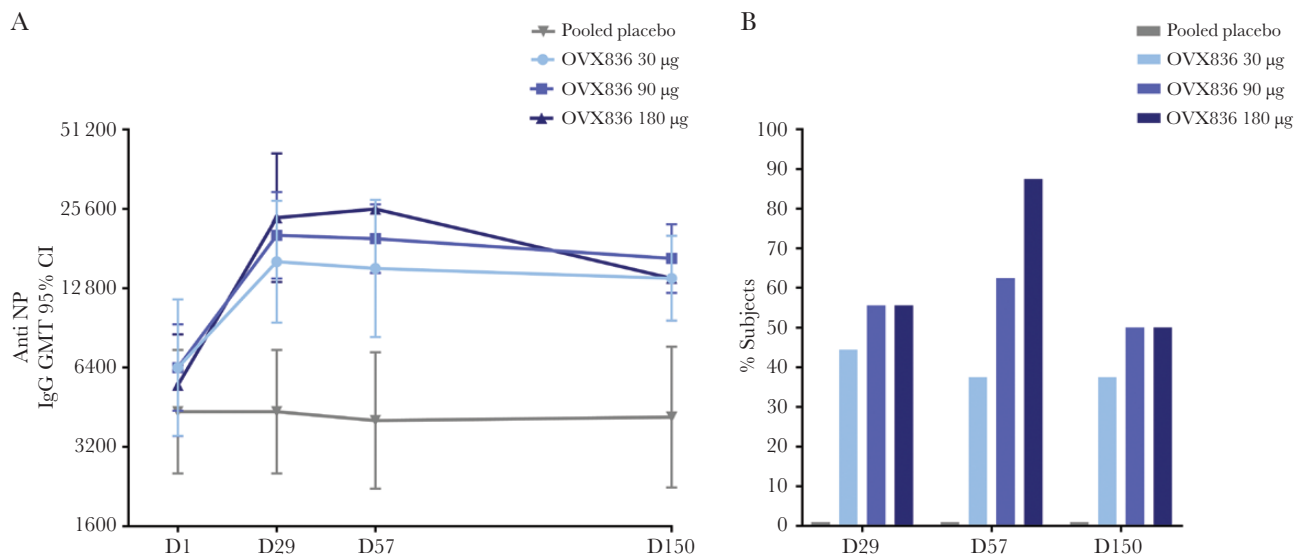 A
Pooled placebo
OVX836 30 µg
OVX836 90 µg
OVX836 180 µg
Anti NP
IgG GMT 95% CI
51 200
25 600
12 800
6400
3200
1600
D1
D29
D57
D150
B
Pooled placebo
OVX836 30 µg
OVX836 90 µg
OVX836 180 µg
% Subjects
100
90
80
70
60
50
40
30
20
10
0
D29
D57
D150